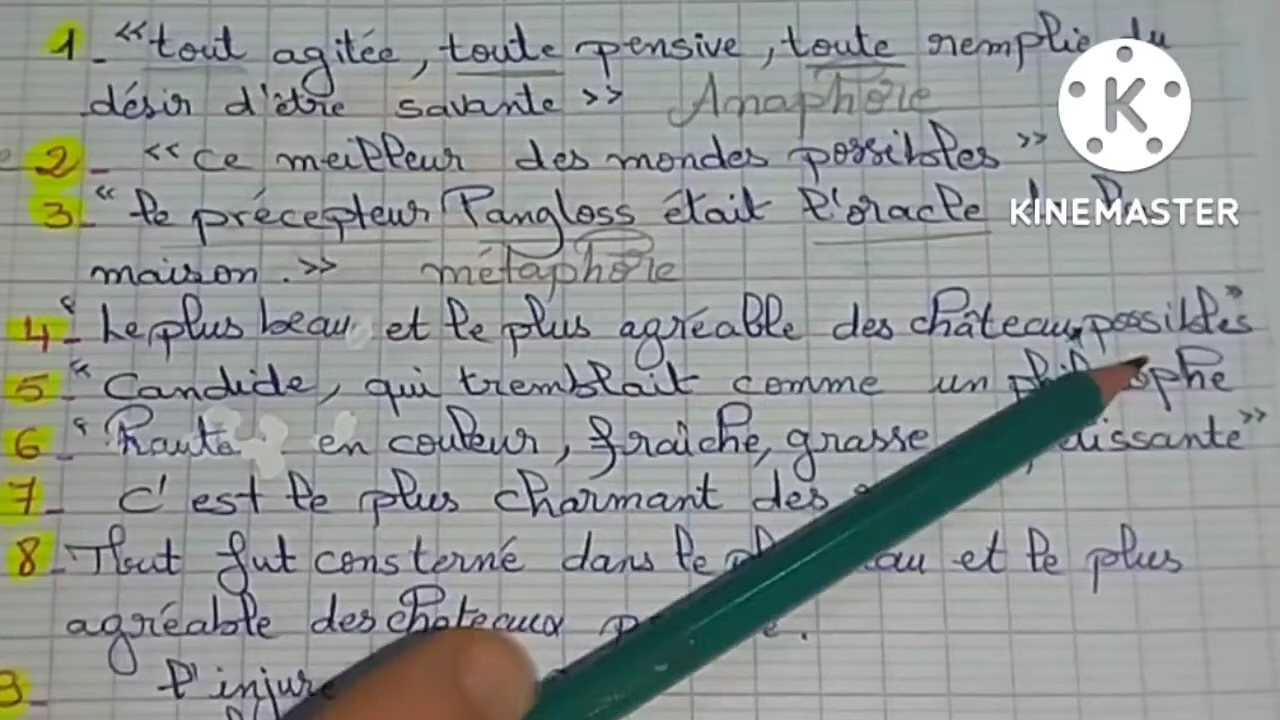 1- «tout agitée, toute pensive, toute remplie du
désir d'être savante» Anaphore
2- «ce meilleur des mondes possibles»
3- "le précepteur Pangloss était l'oracle
maison.» métaphore
4- "Le plus beau et le plus agréable des châteaux possibles"
5- "Candide, qui tremblait comme un
6- "Haute en couleur, fraîche, grasse
7- C'est le plus charmant des
8- Tout fut consterné dans le et le plus
agréable des châteaux
9- l'injure
K
KINEMASTER